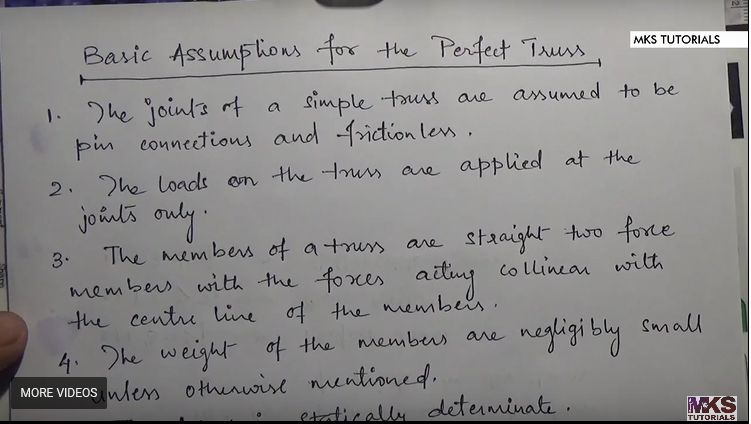 Basic Assumptions for the Perfect Truss
MKS TUTORIALS
1. The joints of a simple truss are assumed to be
pin connections and frictionless.
2. The loads on the truss are applied at the
joints only.
3. The members of a truss are straight two force
members with the forces acting collinear with
the centre line of the members.
4. The weight of the members are negligibly small
unless otherwise mentioned.
MORE VIDEOS
statically determinate.
MKS
TUTORIALS